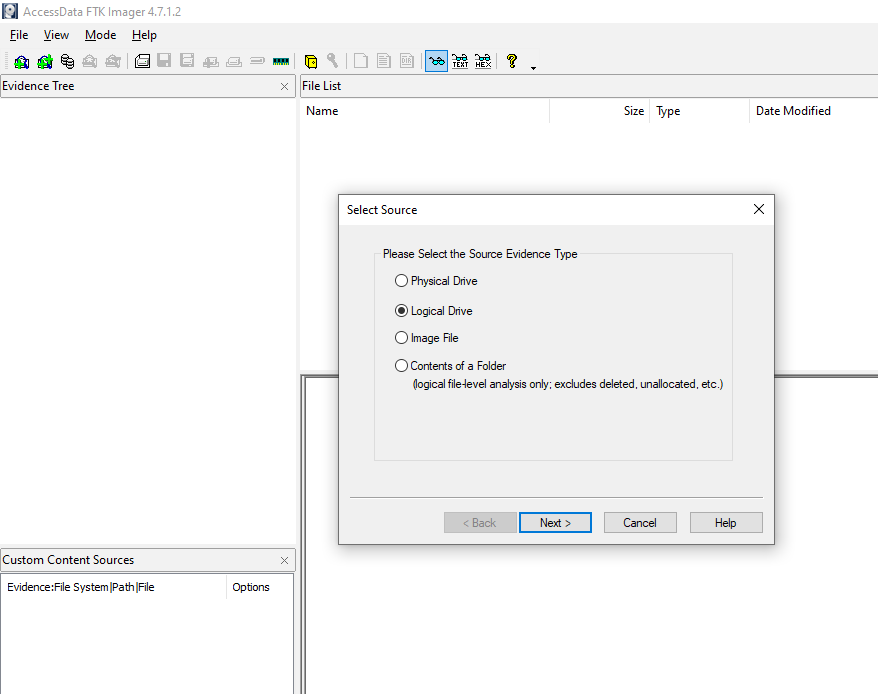 AccessData FTK Imager 4.7.1.2
File View Mode Help
TEXT HEX
Evidence Tree
File List
Name Size Type Date Modified
Select Source
Please Select the Source Evidence Type
Physical Drive
Logical Drive
Image File
Contents of a Folder
(logical file-level analysis only; excludes deleted, unallocated, etc.)
< Back Next > Cancel Help
Custom Content Sources
Evidence:File System|Path|File Options